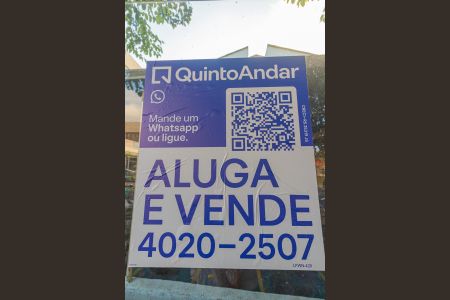 QuintoAndar
Mande um
Whatsapp
ou ligue.
ALUGA
E VENDE
4020-2507